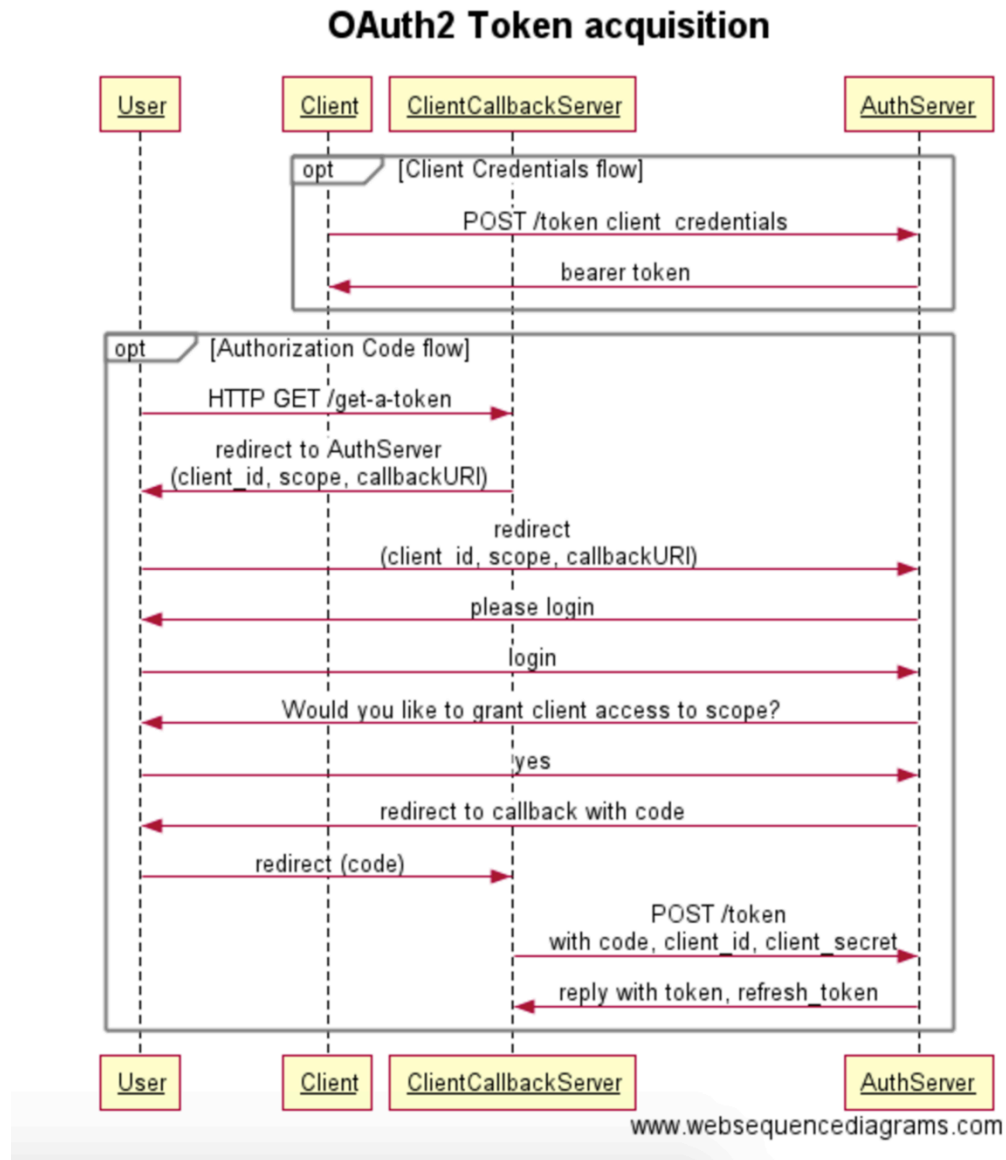 OAuth2 Token acquisition
User
Client
ClientCallbackServer
AuthServer
opt
[Client Credentials flow]
POST /token client_credentials
bearer token
opt
[Authorization Code flow]
HTTP GET /get-a-token
redirect to AuthServer
(client_id, scope, callbackURI)
redirect
(client_id, scope, callbackURI)
please login
login
Would you like to grant client access to scope?
yes
redirect to callback with code
redirect (code)
POST /token
with code, client_id, client_secret
reply with token, refresh_token
User
Client
ClientCallbackServer
AuthServer
www.websequencediagrams.com